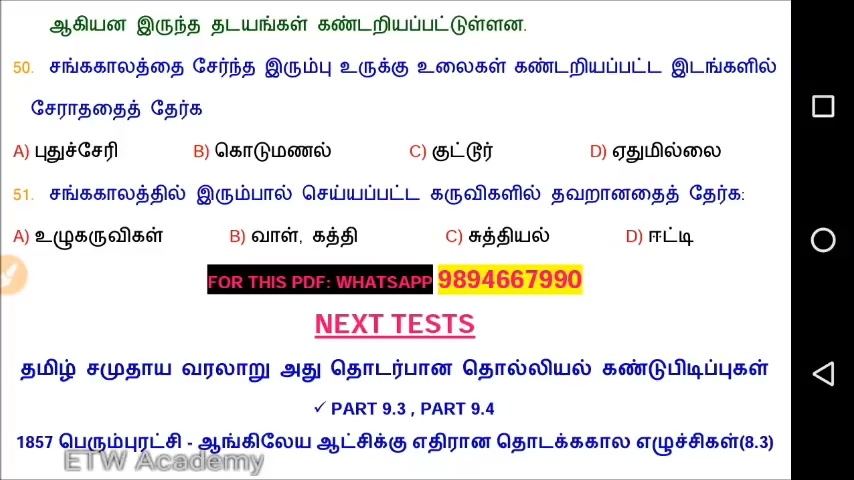 ஆகியன இருந்த தடயங்கள் கண்டறியப்பட்டுள்ளன.
50. சங்ககாலத்தை சேர்ந்த இரும்பு உருக்கு உலைகள் கண்டறியப்பட்ட இடங்களில்
சேராததைத் தேர்க
A) புதுச்சேரி B) கொடுமணல் C) குட்டூர் D) ஏதுமில்லை
51. சங்ககாலத்தில் இரும்பால் செய்யப்பட்ட கருவிகளில் தவறானதைத் தேர்க:
A) உழுகருவிகள் B) வாள், கத்தி C) சுத்தியல் D) ஈட்டி
FOR THIS PDF: WHATSAPP 9894667990
NEXT TESTS
தமிழ் சமுதாய வரலாறு அது தொடர்பான தொல்லியல் கண்டுபிடிப்புகள்
✓ PART 9.3 , PART 9.4
1857 பெரும்புரட்சி - ஆங்கிலேய ஆட்சிக்கு எதிரான தொடக்ககால எழுச்சிகள்(8.3)
ETW Academy